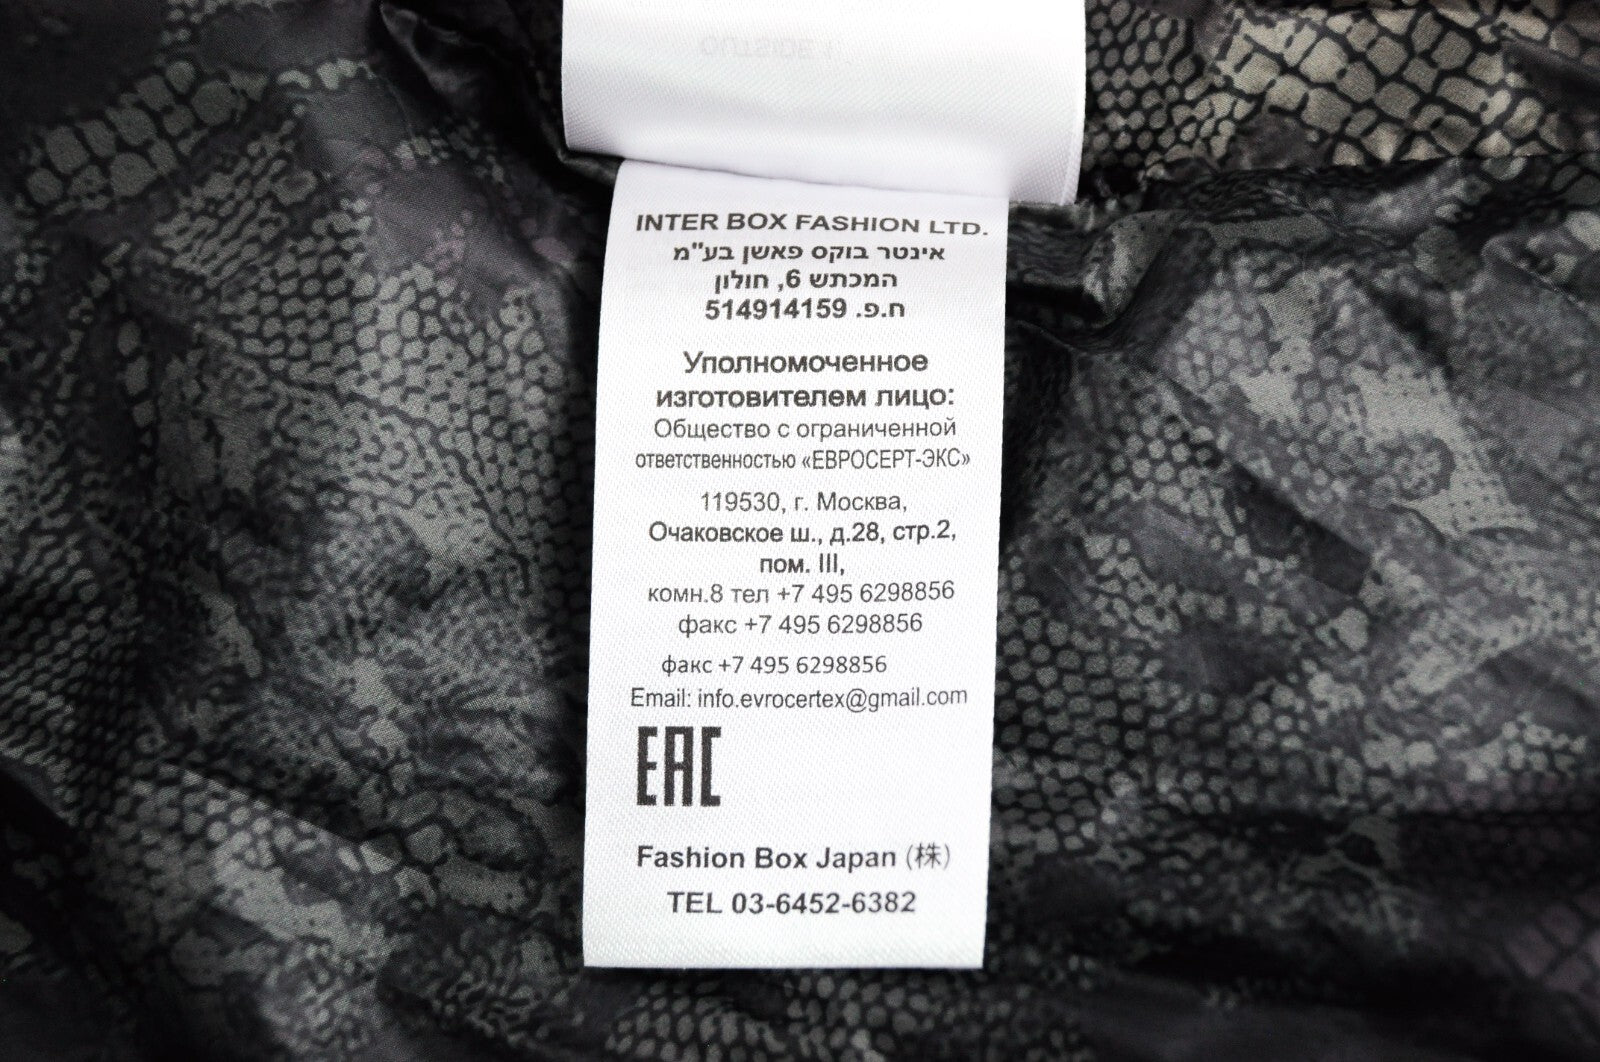 OUTSIDE
INTER BOX FASHION LTD.
אינטר בוקס פאשן בע"מ
המכתש 6, חולון
ח.פ. 514914159
Уполномоченное
изготовителем лицо:
Общество с ограниченной
ответственностью «ЕВРОСЕРТ-ЭКС»
119530, г. Москва,
Очаковское ш., д.28, стр.2,
пом. III,
комн.8 тел +7 495 6298856
факс +7 495 6298856
факс +7 495 6298856
Email: info.evrocertex@gmail.com
EAC
Fashion Box Japan (株)
TEL 03-6452-6382